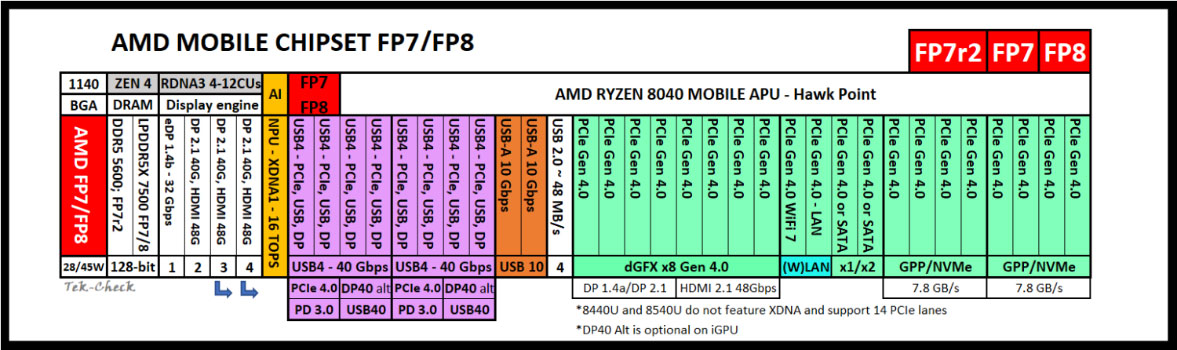 AMD MOBILE CHIPSET FP7/FP8
FP7r2 FP7 FP8
1140 ZEN 4 RDNA3 4-12CUs AI FP7 FP8 AMD RYZEN 8040 MOBILE APU - Hawk Point
BGA DRAM Display engine
AMD FP7/FP8
DDR5 5600; FP7r2
LPDDR5X 7500 FP7/8
eDP 1.4b - 32 Gbps
DP 2.1 40G, HDMI 48G
DP 2.1 40G, HDMI 48G
DP 2.1 40G, HDMI 48G
NPU - XDNA1 - 16 TOPS
USB4 - PCIe, USB, DP
USB4 - PCIe, USB, DP
USB4 - PCIe, USB, DP
USB4 - PCIe, USB, DP
USB4 - PCIe, USB, DP
USB4 - PCIe, USB, DP
USB4 - PCIe, USB, DP
USB4 - PCIe, USB, DP
USB-A 10 Gbps
USB-A 10 Gbps
USB 2.0 ~ 48 MB/s
PCIe Gen 4.0
PCIe Gen 4.0
PCIe Gen 4.0
PCIe Gen 4.0
PCIe Gen 4.0
PCIe Gen 4.0
PCIe Gen 4.0
PCIe Gen 4.0
PCIe Gen 4.0 WiFi 7
PCIe Gen 4.0 - LAN
PCIe Gen 4.0 or SATA
PCIe Gen 4.0 or SATA
PCIe Gen 4.0
PCIe Gen 4.0
PCIe Gen 4.0
PCIe Gen 4.0
PCIe Gen 4.0
PCIe Gen 4.0
PCIe Gen 4.0
PCIe Gen 4.0
28/45W 128-bit 1 2 3 4 USB4 - 40 Gbps USB4 - 40 Gbps USB 10 4 dGFX x8 Gen 4.0 (W)LAN x1/x2 GPP/NVMe GPP/NVMe
Tek-Check PCIe 4.0 DP40 alt PCIe 4.0 DP40 alt DP 1.4a/DP 2.1 HDMI 2.1 48Gbps 7.8 GB/s 7.8 GB/s
PD 3.0 USB40 PD 3.0 USB40
*8440U and 8540U do not feature XDNA and support 14 PCIe lanes
*DP40 Alt is optional on iGPU